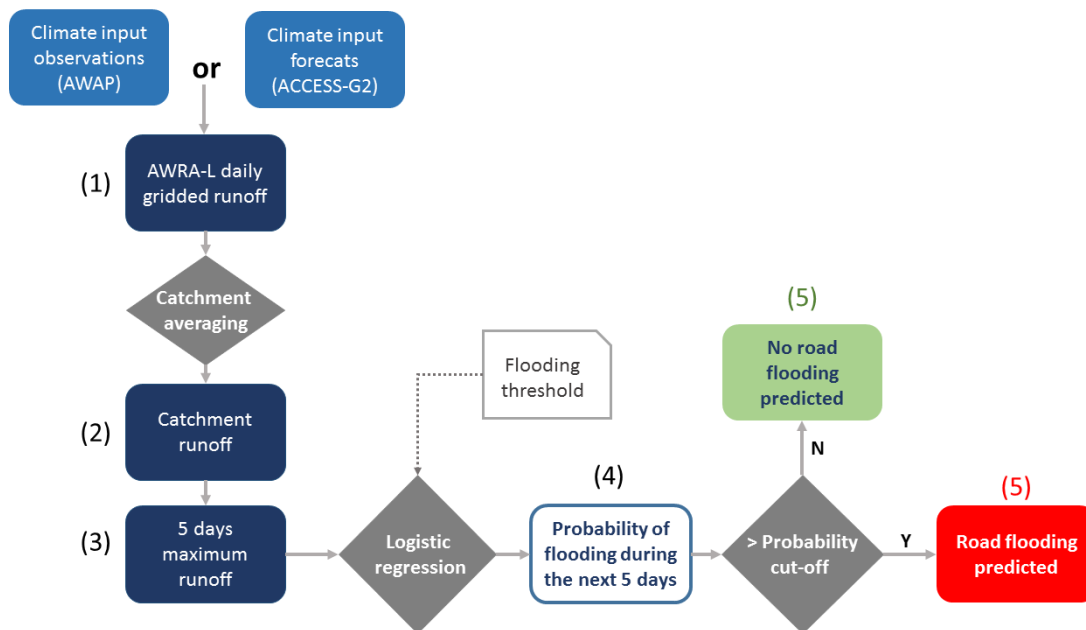 Climate input
observations
(AWAP)
or
Climate input
forecats
(ACCESS-G2)
(1)
AWRA-L daily
gridded runoff
Catchment
averaging
(2)
Catchment
runoff
(3)
5 days
maximum
runoff
Flooding
threshold
Logistic
regression
(4)
Probability of
flooding during
the next 5 days
> Probability
cut-off
N
(5)
No road
flooding
predicted
Y
(5)
Road flooding
predicted